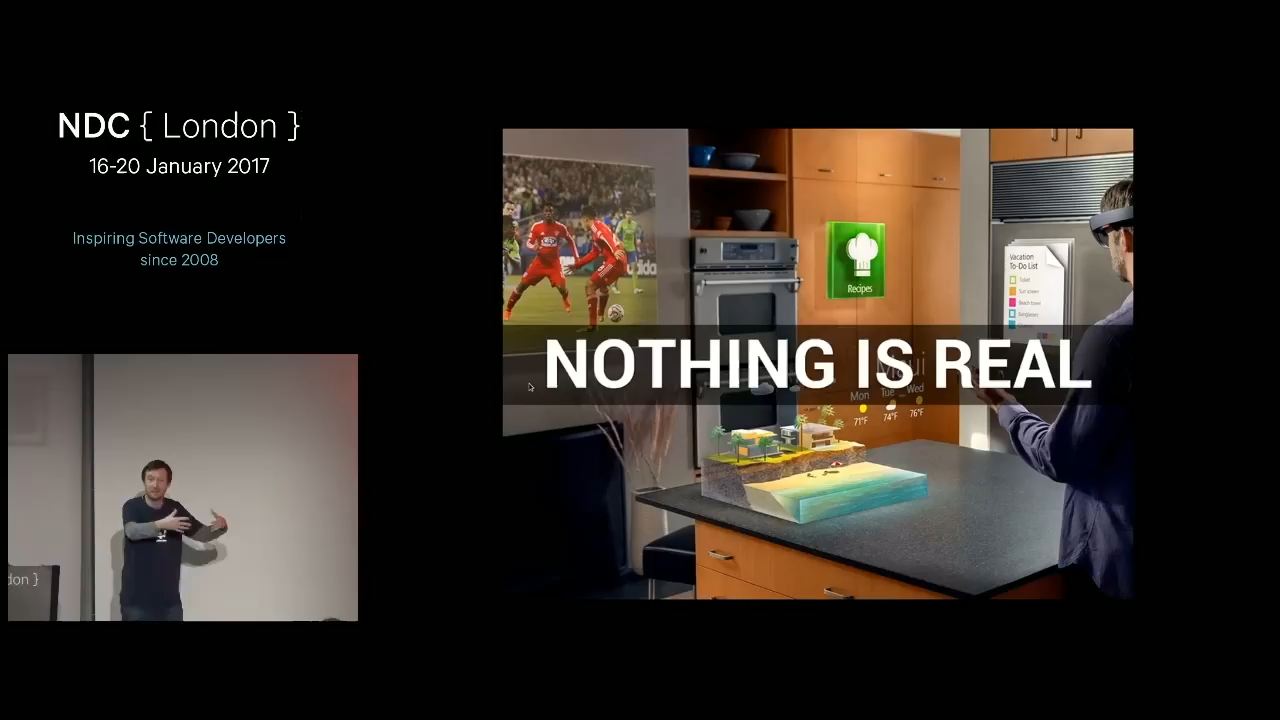 NDC { London }
16-20 January 2017
Inspiring Software Developers
since 2008
don }
Recipes
Vacation
To-Do List
NOTHING IS REAL
Maui
Mon Tue Wed
71°F 74°F 76°F